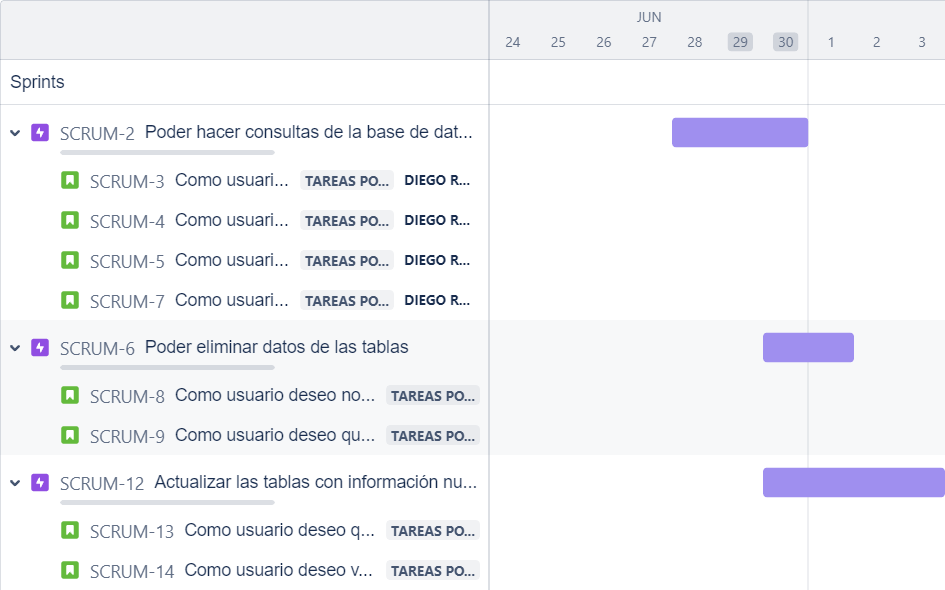 JUN
24 25 26 27 28 29 30 1 2 3
Sprints
SCRUM-2 Poder hacer consultas de la base de dat...
SCRUM-3 Como usuari... TAREAS PO... DIEGO R...
SCRUM-4 Como usuari... TAREAS PO... DIEGO R...
SCRUM-5 Como usuari... TAREAS PO... DIEGO R...
SCRUM-7 Como usuari... TAREAS PO... DIEGO R...
SCRUM-6 Poder eliminar datos de las tablas
SCRUM-8 Como usuario deseo no... TAREAS PO...
SCRUM-9 Como usuario deseo qu... TAREAS PO...
SCRUM-12 Actualizar las tablas con información nu...
SCRUM-13 Como usuario deseo q... TAREAS PO...
SCRUM-14 Como usuario deseo v... TAREAS PO...